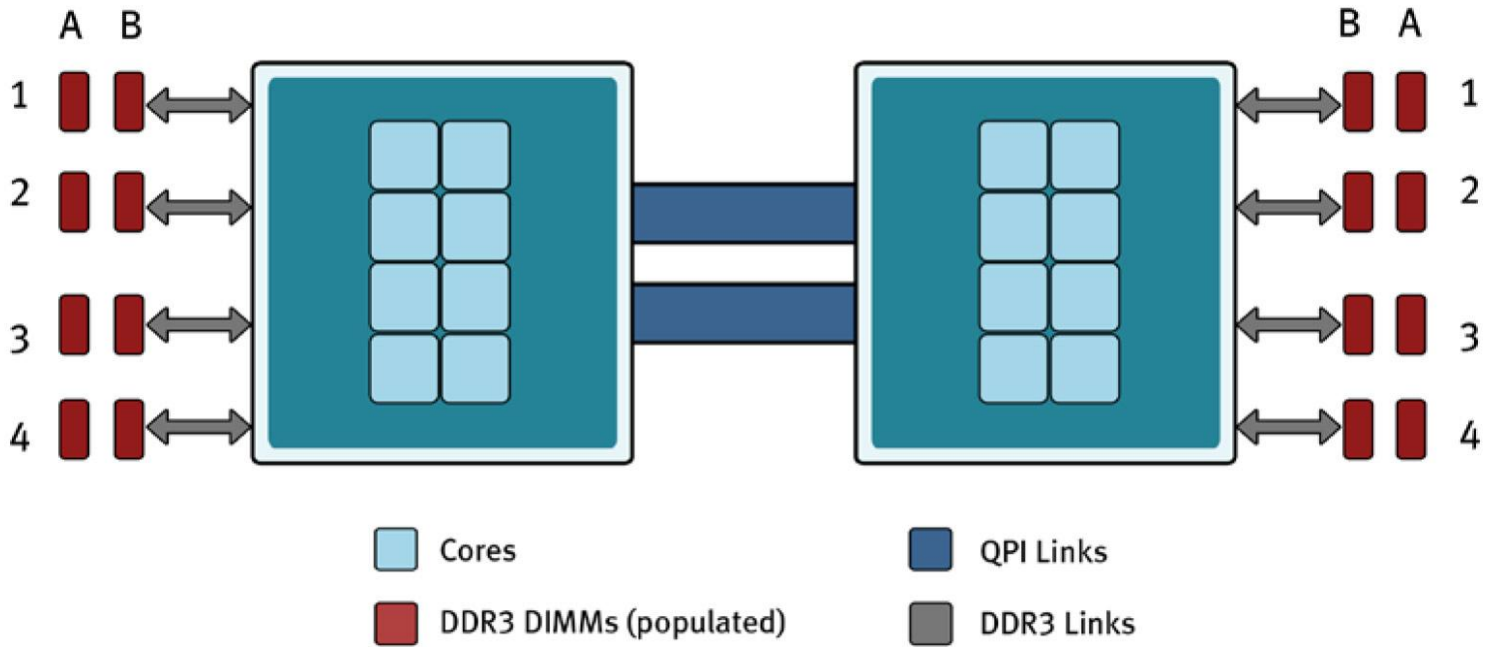 A B
B A
1
1
2
2
3
3
4
4
Cores
QPI Links
DDR3 DIMMs (populated)
DDR3 Links